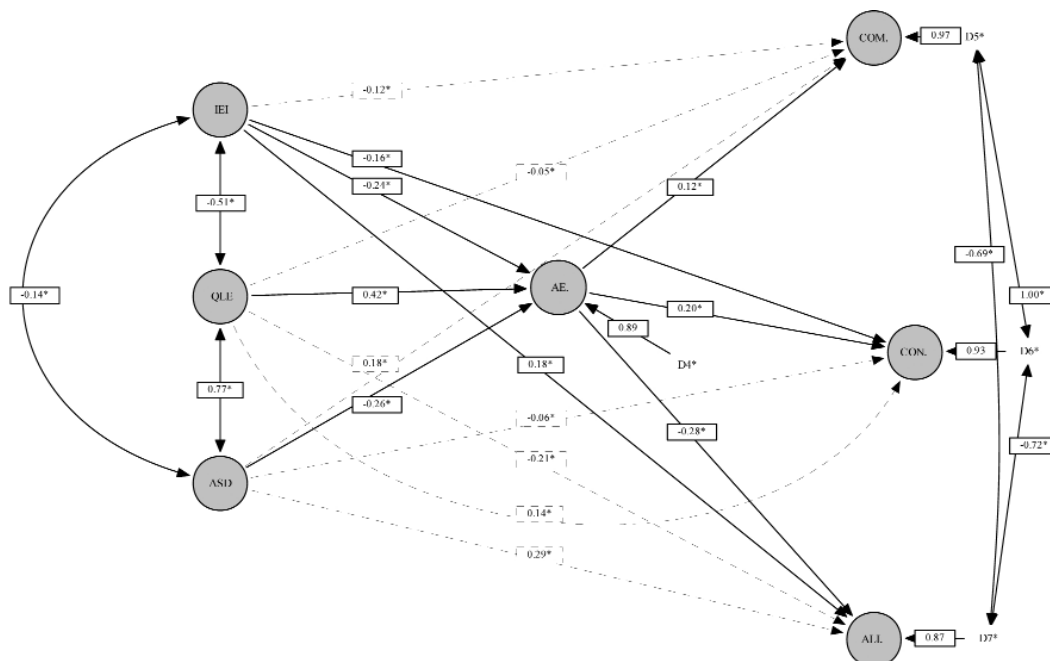 COM.
0.97
D5*
-0.12*
IEI
-0.16*
-0.24*
-0.05*
0.12*
-0.51*
-0.69*
QLE
0.42*
AE.
-0.14*
1.00*
0.20*
0.89
CON.
0.93
D6*
0.18*
0.18*
D4*
0.77*
-0.26*
-0.06*
-0.28*
-0.72*
-0.21*
ASD
0.14*
0.29*
ALI.
0.87
D7*